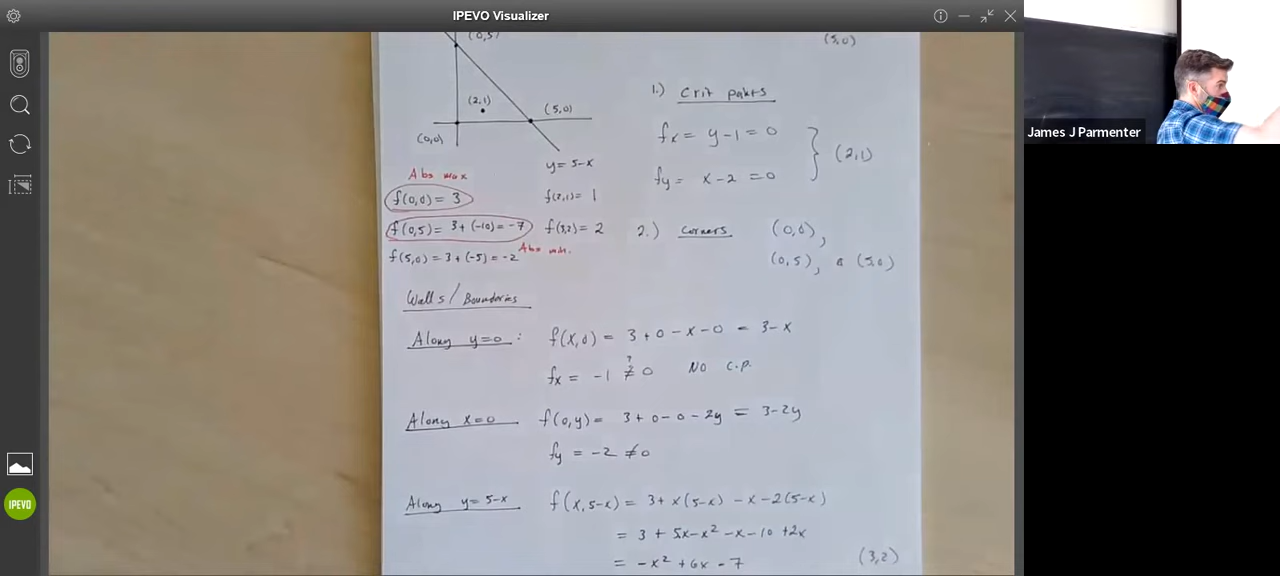 IPEVO Visualizer
(0,5)
(5,0)
(2,1)
(5,0)
(0,0)
y = 5-x
1.) Crit points
fx = y-1 = 0
fy = x-2 = 0
} (2,1)
Abs max
f(0,0) = 3
f(2,1) = 1
f(0,5) = 3+(-10) = -7
f(3,2) = 2
Abs min.
f(5,0) = 3+(-5) = -2
2.) Corners (0,0),
(0,5), & (5,0)
Walls/Boundaries
Along y=0: f(x,0) = 3+0-x-0 = 3-x
fx = -1 ≠ 0 No c.p.
?
Along x=0 f(0,y) = 3+0-0-2y = 3-2y
fy = -2 ≠ 0
Along y=5-x f(x,5-x) = 3+x(5-x)-x-2(5-x)
= 3+5x-x²-x-10+2x
= -x²+6x-7
(3,2)
James J Parmenter
IPEVO